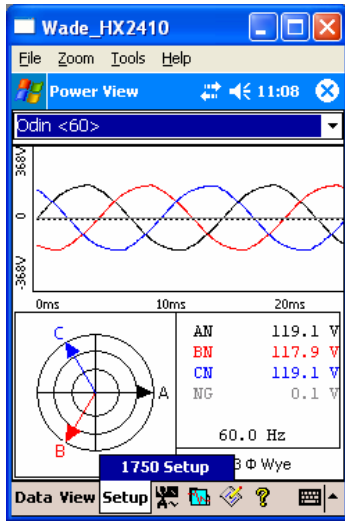 Wade_HX2410
File Zoom Tools Help
Power View 11:08
Odin <60>
368V
0
-368V
0ms 10ms 20ms
C
A
B
AN 119.1 V
BN 117.9 V
CN 119.1 V
NG 0.1 V
60.0 Hz
3 Φ Wye
1750 Setup
Data View Setup